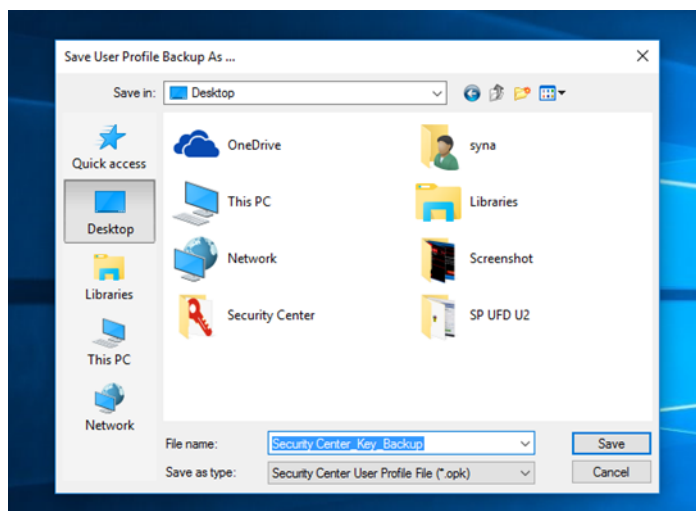 Save User Profile Backup As ...
Save in: Desktop
Quick access
Desktop
Libraries
This PC
Network
OneDrive
syna
This PC
Libraries
Network
Screenshot
Security Center
SP UFD U2
File name: Security Center_Key_Backup
Save
Save as type: Security Center User Profile File (*.opk)
Cancel